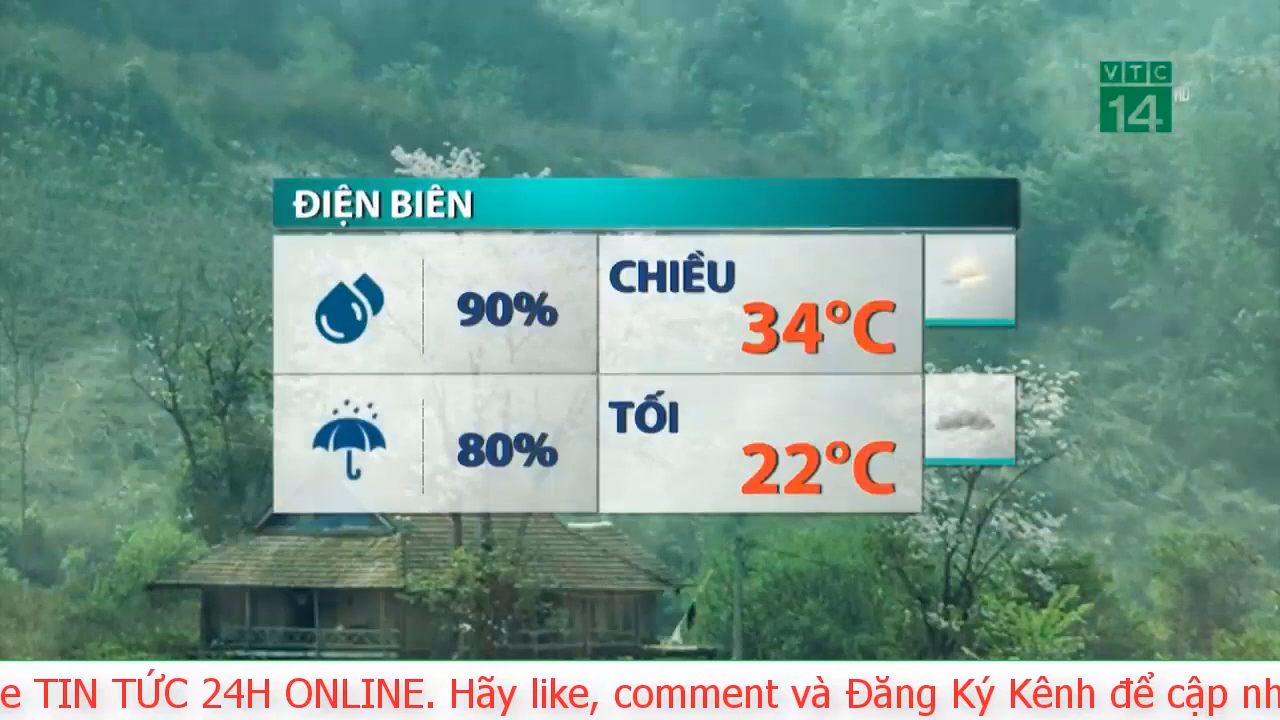 VTC
14
HD
ĐIỆN BIÊN
90%
CHIỀU
34°C
80%
TỐI
22°C
e TIN TỨC 24H ONLINE. Hãy like, comment và Đăng Ký Kênh để cập nh